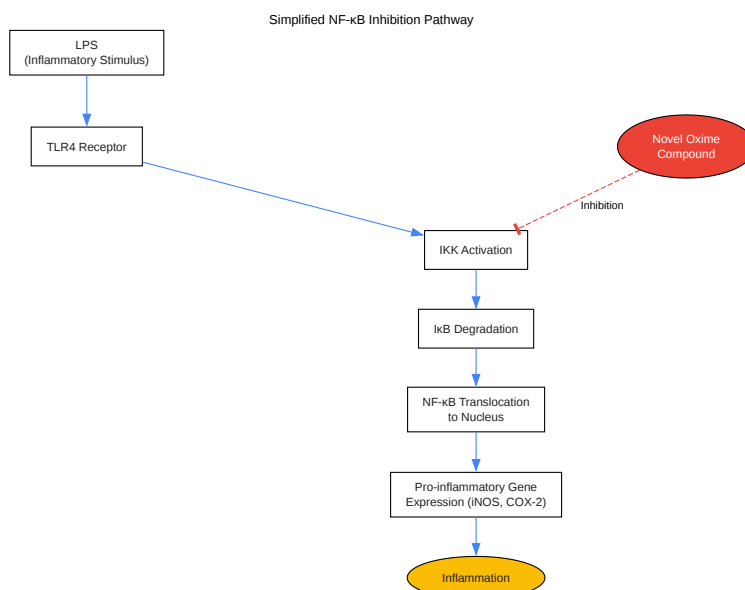 Simplified NF-κB Inhibition Pathway
LPS
(Inflammatory Stimulus)
TLR4 Receptor
Novel Oxime
Compound
Inhibition
IKK Activation
IκB Degradation
NF-κB Translocation
to Nucleus
Pro-inflammatory Gene
Expression (iNOS, COX-2)
Inflammation